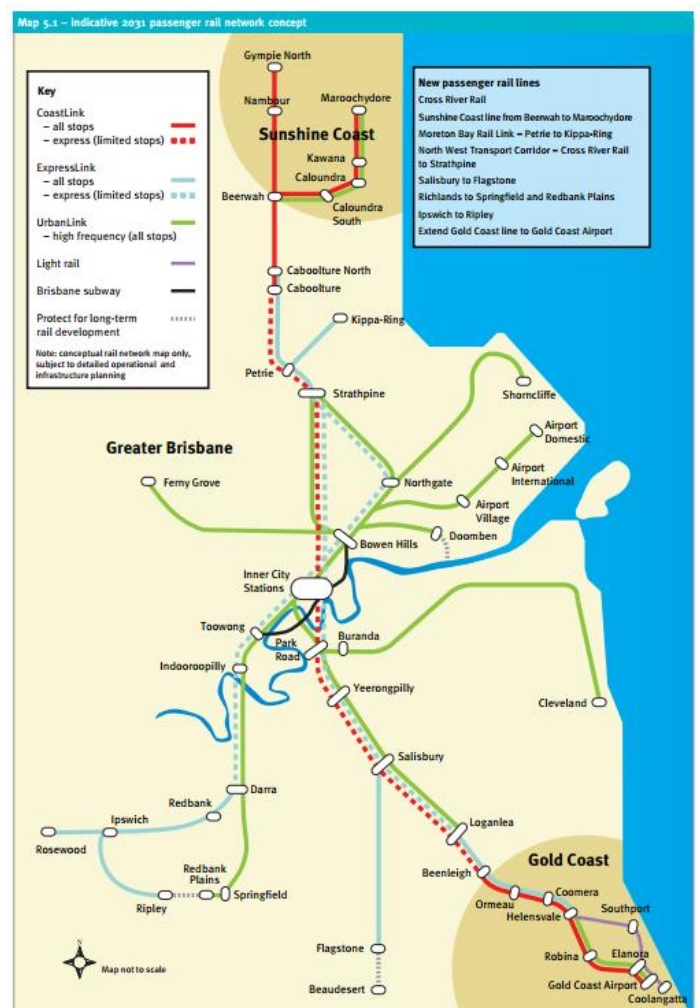 Map 5.1 – indicative 2031 passenger rail network concept
Key
CoastLink
– all stops
– express (limited stops)
ExpressLink
– all stops
– express (limited stops)
UrbanLink
– high frequency (all stops)
Light rail
Brisbane subway
Protect for long-term
rail development
Note: conceptual rail network map only,
subject to detailed operational and
infrastructure planning
New passenger rail lines
Cross River Rail
Sunshine Coast line from Beerwah to Maroochydore
Moreton Bay Rail Link – Petrie to Kippa-Ring
North West Transport Corridor – Cross River Rail
to Strathpine
Salisbury to Flagstone
Richlands to Springfield and Redbank Plains
Ipswich to Ripley
Extend Gold Coast line to Gold Coast Airport
Gympie North
Nambour
Maroochydore
Sunshine Coast
Kawana
Caloundra
Beerwah
Caloundra
South
Caboolture North
Caboolture
Kippa-Ring
Petrie
Strathpine
Shorncliffe
Greater Brisbane
Airport
Domestic
Ferny Grove
Northgate
Airport
International
Airport
Village
Bowen Hills
Doomben
Inner City
Stations
Toowong
Park
Road
Buranda
Indooroopilly
Yeerongpilly
Cleveland
Salisbury
Darra
Redbank
Ipswich
Rosewood
Loganlea
Beenleigh
Gold Coast
Redbank
Plains
Springfield
Ripley
Ormeau
Coomera
Helensvale
Southport
Flagstone
Robina
Elanora
Beaudesert
Gold Coast Airport
Coolangatta
N
Map not to scale